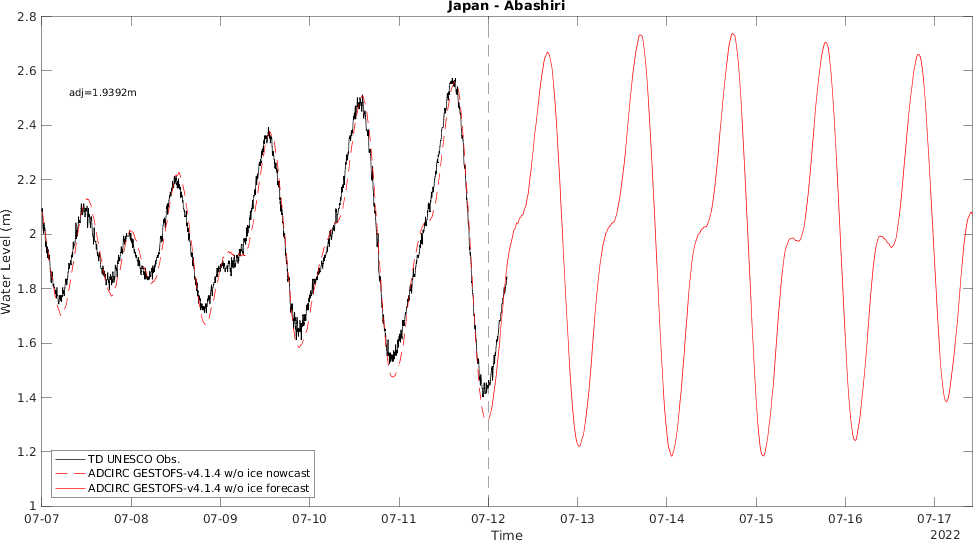 Japan - Abashiri
2.8
2.6
2.4
2.2
2
1.8
1.6
1.4
1.2
1
Water Level (m)
adj=1.9392m
TD UNESCO Obs.
ADCIRC GESTOFS-v4.1.4 w/o ice nowcast
ADCIRC GESTOFS-v4.1.4 w/o ice forecast
07-07 07-08 07-09 07-10 07-11 07-12 07-13 07-14 07-15 07-16 07-17
Time
2022